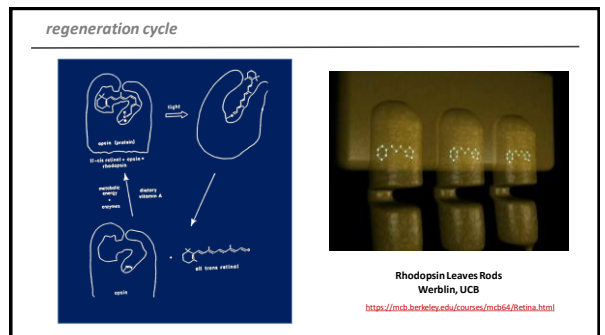 regeneration cycle
light
opsin (protein)
11-cis retinal + opsin =
rhodopsin
metabolic
energy
+
enzymes
dietary
vitamin A
+
all trans retinal
opsin
Rhodopsin Leaves Rods
Werblin, UCB
https://mcb.berkeley.edu/courses/mcb64/Retina.html